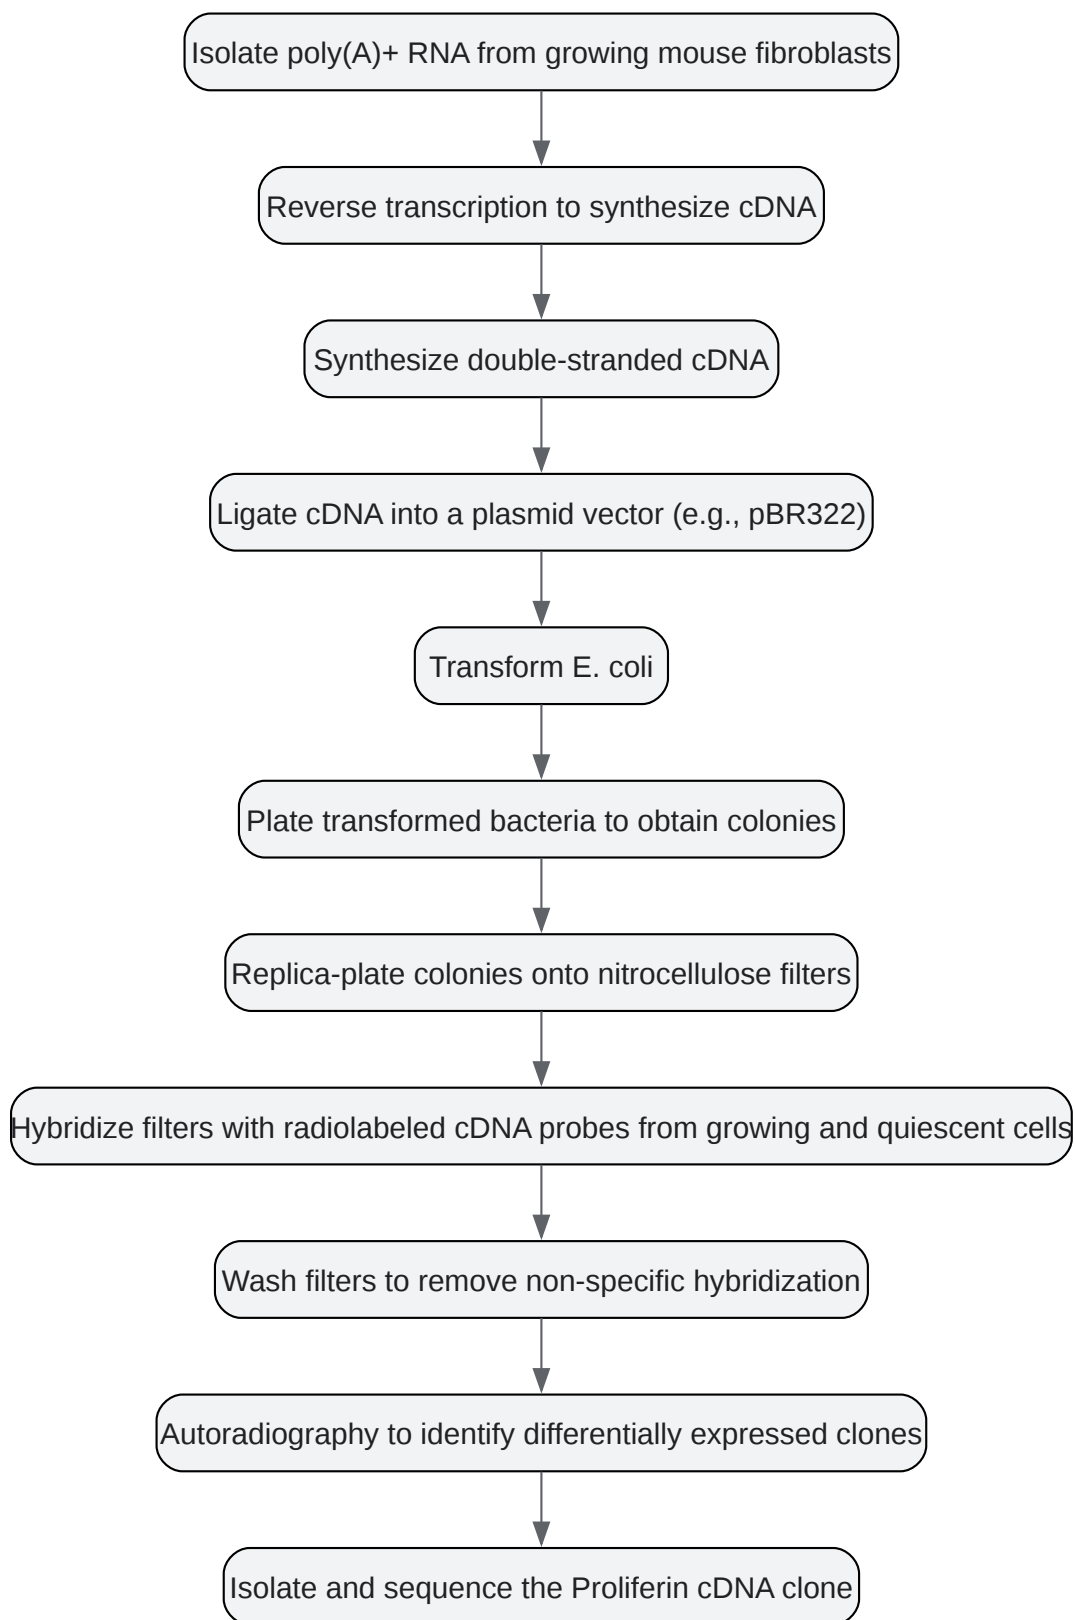 Isolate poly(A)+ RNA from growing mouse fibroblasts
Reverse transcription to synthesize cDNA
Synthesize double-stranded cDNA
Ligate cDNA into a plasmid vector (e.g., pBR322)
Transform E. coli
Plate transformed bacteria to obtain colonies
Replica-plate colonies onto nitrocellulose filters
Hybridize filters with radiolabeled cDNA probes from growing and quiescent cells
Wash filters to remove non-specific hybridization
Autoradiography to identify differentially expressed clones
Isolate and sequence the Proliferin cDNA clone